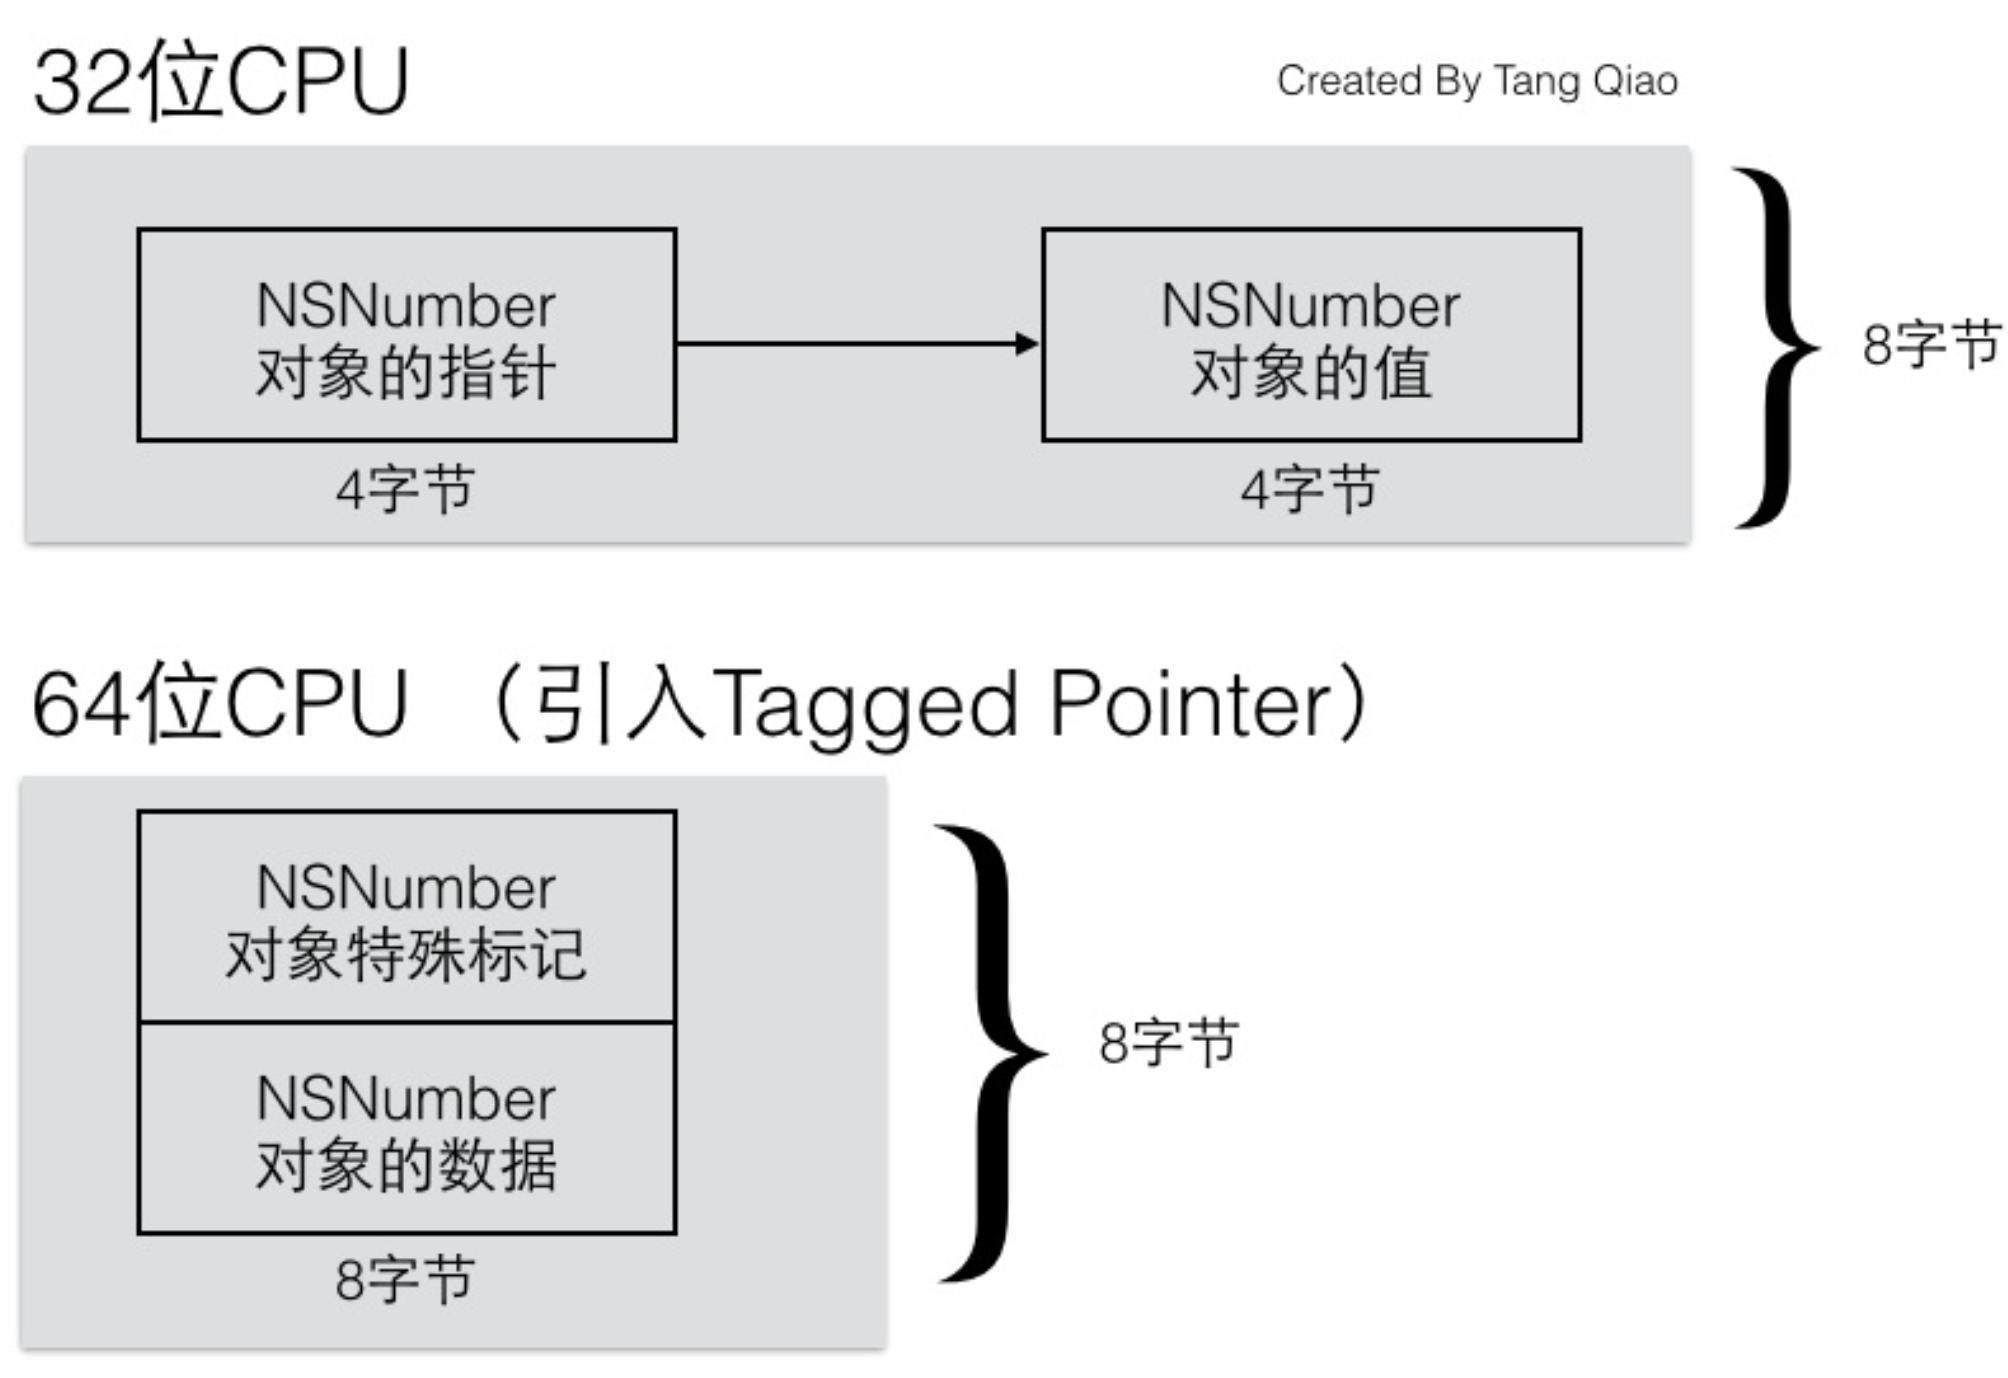 32位CPU
Created By Tang Qiao
NSNumber
对象的指针
NSNumber
对象的值
4字节
4字节
8字节
64位CPU （引入Tagged Pointer）
NSNumber
对象特殊标记
NSNumber
对象的数据
8字节
8字节